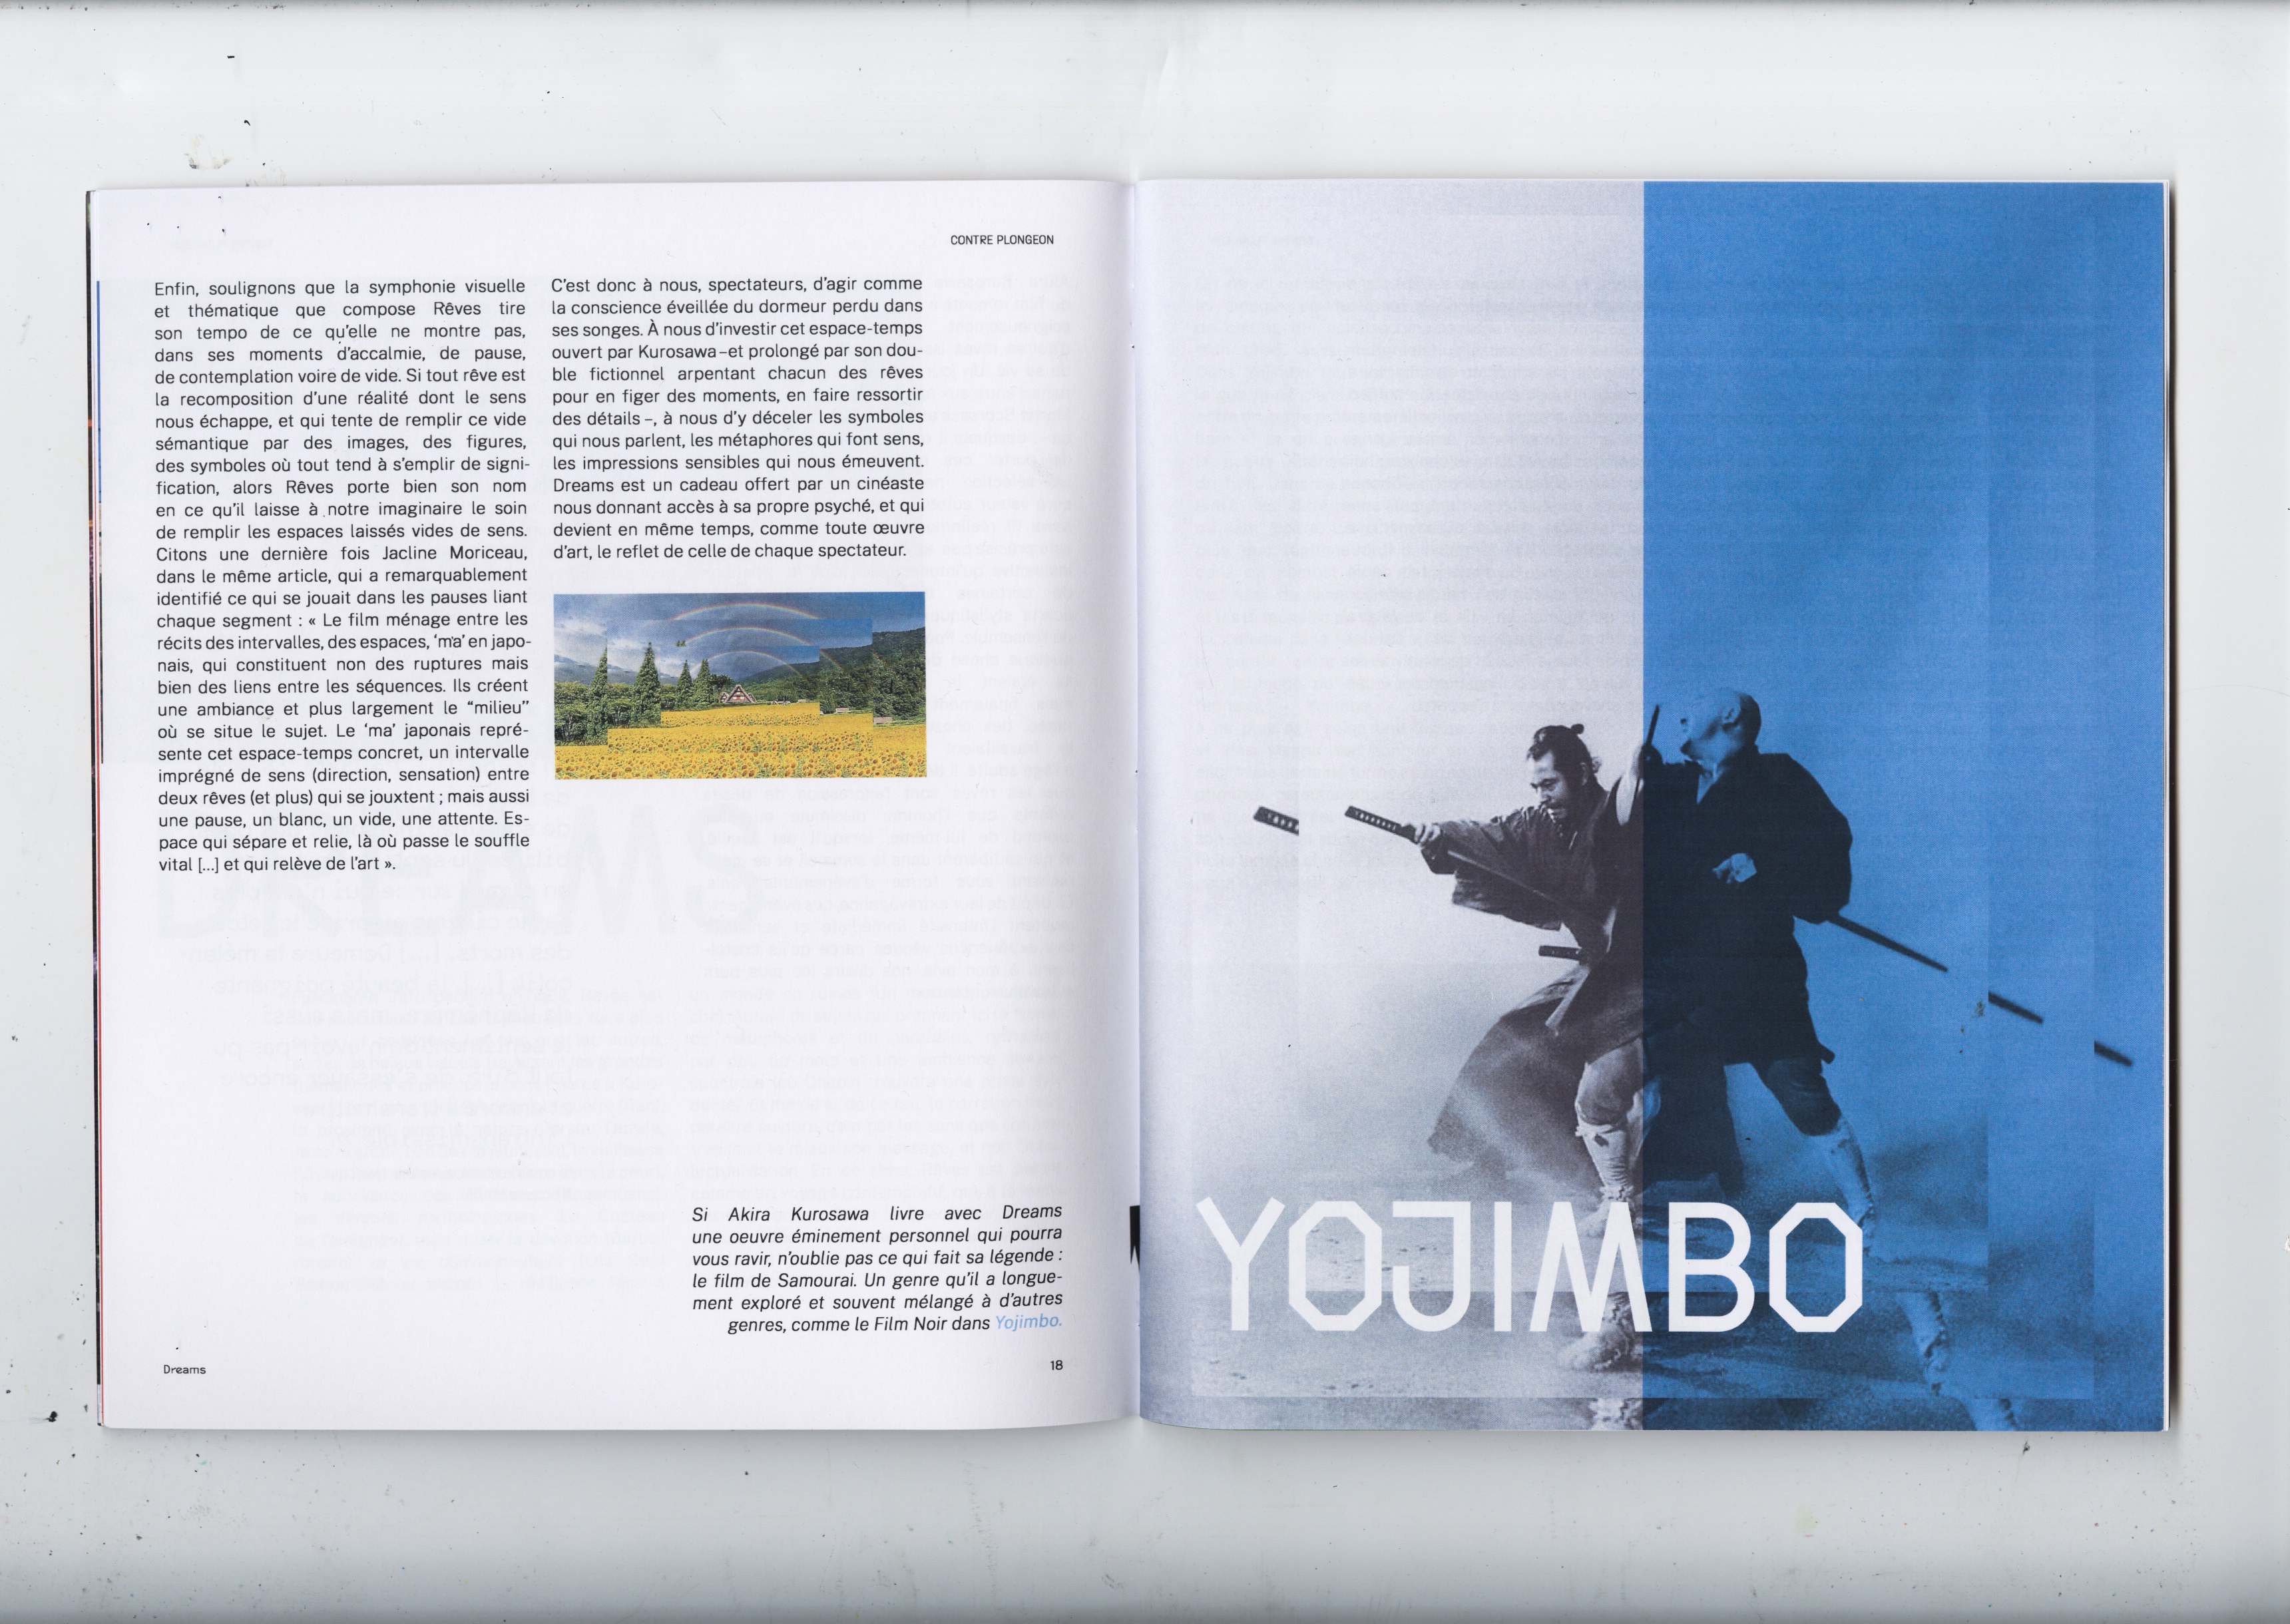 CONTRE PLONGEON
Enfin, soulignons que la symphonie visuelle
et thématique que compose Rêves tire
son tempo de ce qu'elle ne montre pas,
dans ses moments d'accalmie, de pause,
de contemplation voire de vide. Si tout rêve est
la recomposition d'une réalité dont le sens
nous échappe, et qui tente de remplir ce vide
sémantique par des images, des figures,
des symboles où tout tend à s'emplir de signi-
fication, alors Rêves porte bien son nom
en ce qu'il laisse à notre imaginaire le soin
de remplir les espaces laissés vides de sens.
Citons une dernière fois Jacline Moriceau,
dans le même article, qui a remarquablement
identifié ce qui se jouait dans les pauses liant
chaque segment : « Le film ménage entre les
récits des intervalles, des espaces, 'ma' en japo-
nais, qui constituent non des ruptures mais
bien des liens entre les séquences. Ils créent
une ambiance et plus largement le “milieu”
où se situe le sujet. Le 'ma' japonais repré-
sente cet espace-temps concret, un intervalle
imprégné de sens (direction, sensation) entre
deux rêves (et plus) qui se jouxtent ; mais aussi
une pause, un blanc, un vide, une attente. Es-
pace qui sépare et relie, là où passe le souffle
vital [...] et qui relève de l'art ».
C'est donc à nous, spectateurs, d'agir comme
la conscience éveillée du dormeur perdu dans
ses songes. À nous d'investir cet espace-temps
ouvert par Kurosawa – et prolongé par son dou-
ble fictionnel arpentant chacun des rêves
pour en figer des moments, en faire ressortir
des détails –, à nous d'y déceler les symboles
qui nous parlent, les métaphores qui font sens,
les impressions sensibles qui nous émeuvent.
Dreams est un cadeau offert par un cinéaste
nous donnant accès à sa propre psyché, et qui
devient en même temps, comme toute œuvre
d'art, le reflet de celle de chaque spectateur.
Si Akira Kurosawa livre avec Dreams
une oeuvre éminement personnel qui pourra
vous ravir, n'oublie pas ce qui fait sa légende :
le film de Samourai. Un genre qu'il a longue-
ment exploré et souvent mélangé à d'autres
genres, comme le Film Noir dans Yojimbo.
Dreams
18
YOJIMBO